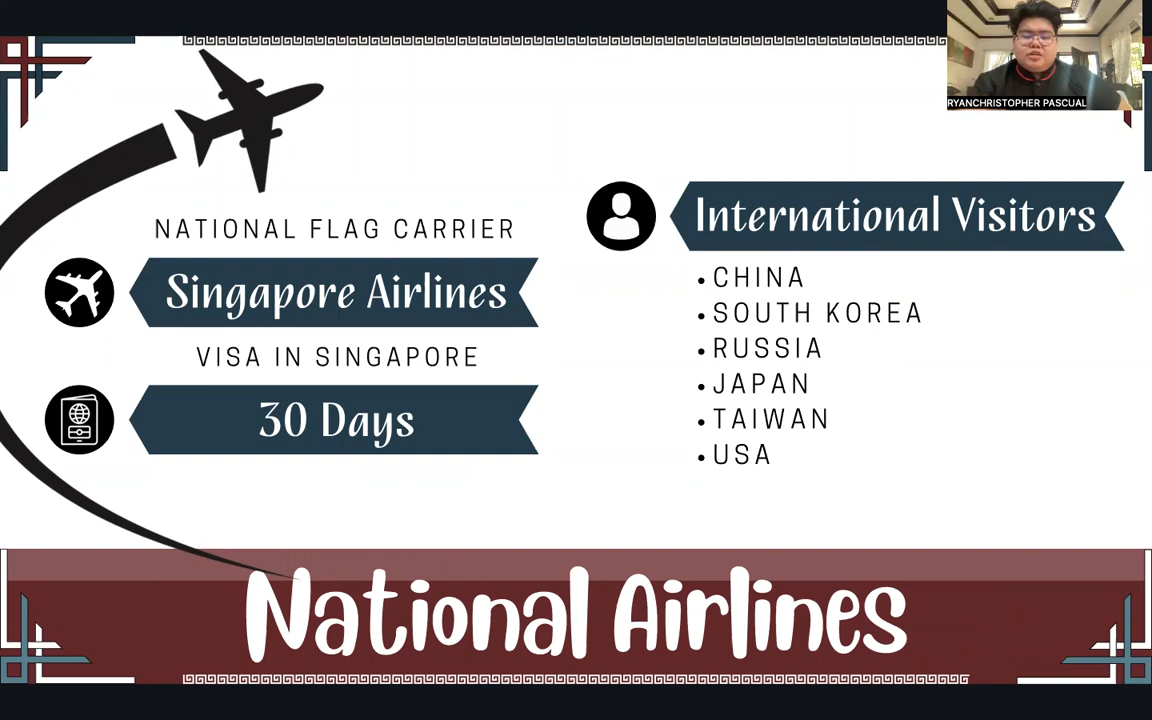 RYANCHRISTOPHER PASCUAL
NATIONAL FLAG CARRIER
Singapore Airlines
VISA IN SINGAPORE
30 Days
International Visitors
• CHINA
• SOUTH KOREA
• RUSSIA
• JAPAN
• TAIWAN
• USA
National Airlines